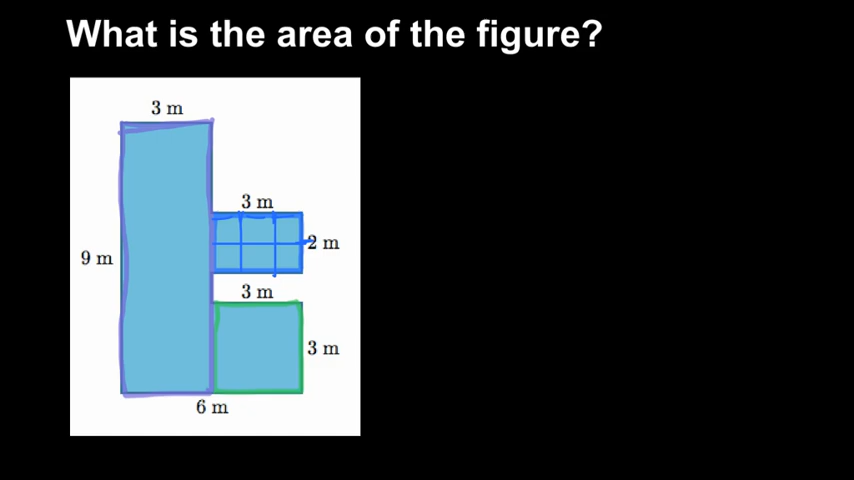 What is the area of the figure?
3 m
3 m
2 m
9 m
3 m
3 m
6 m